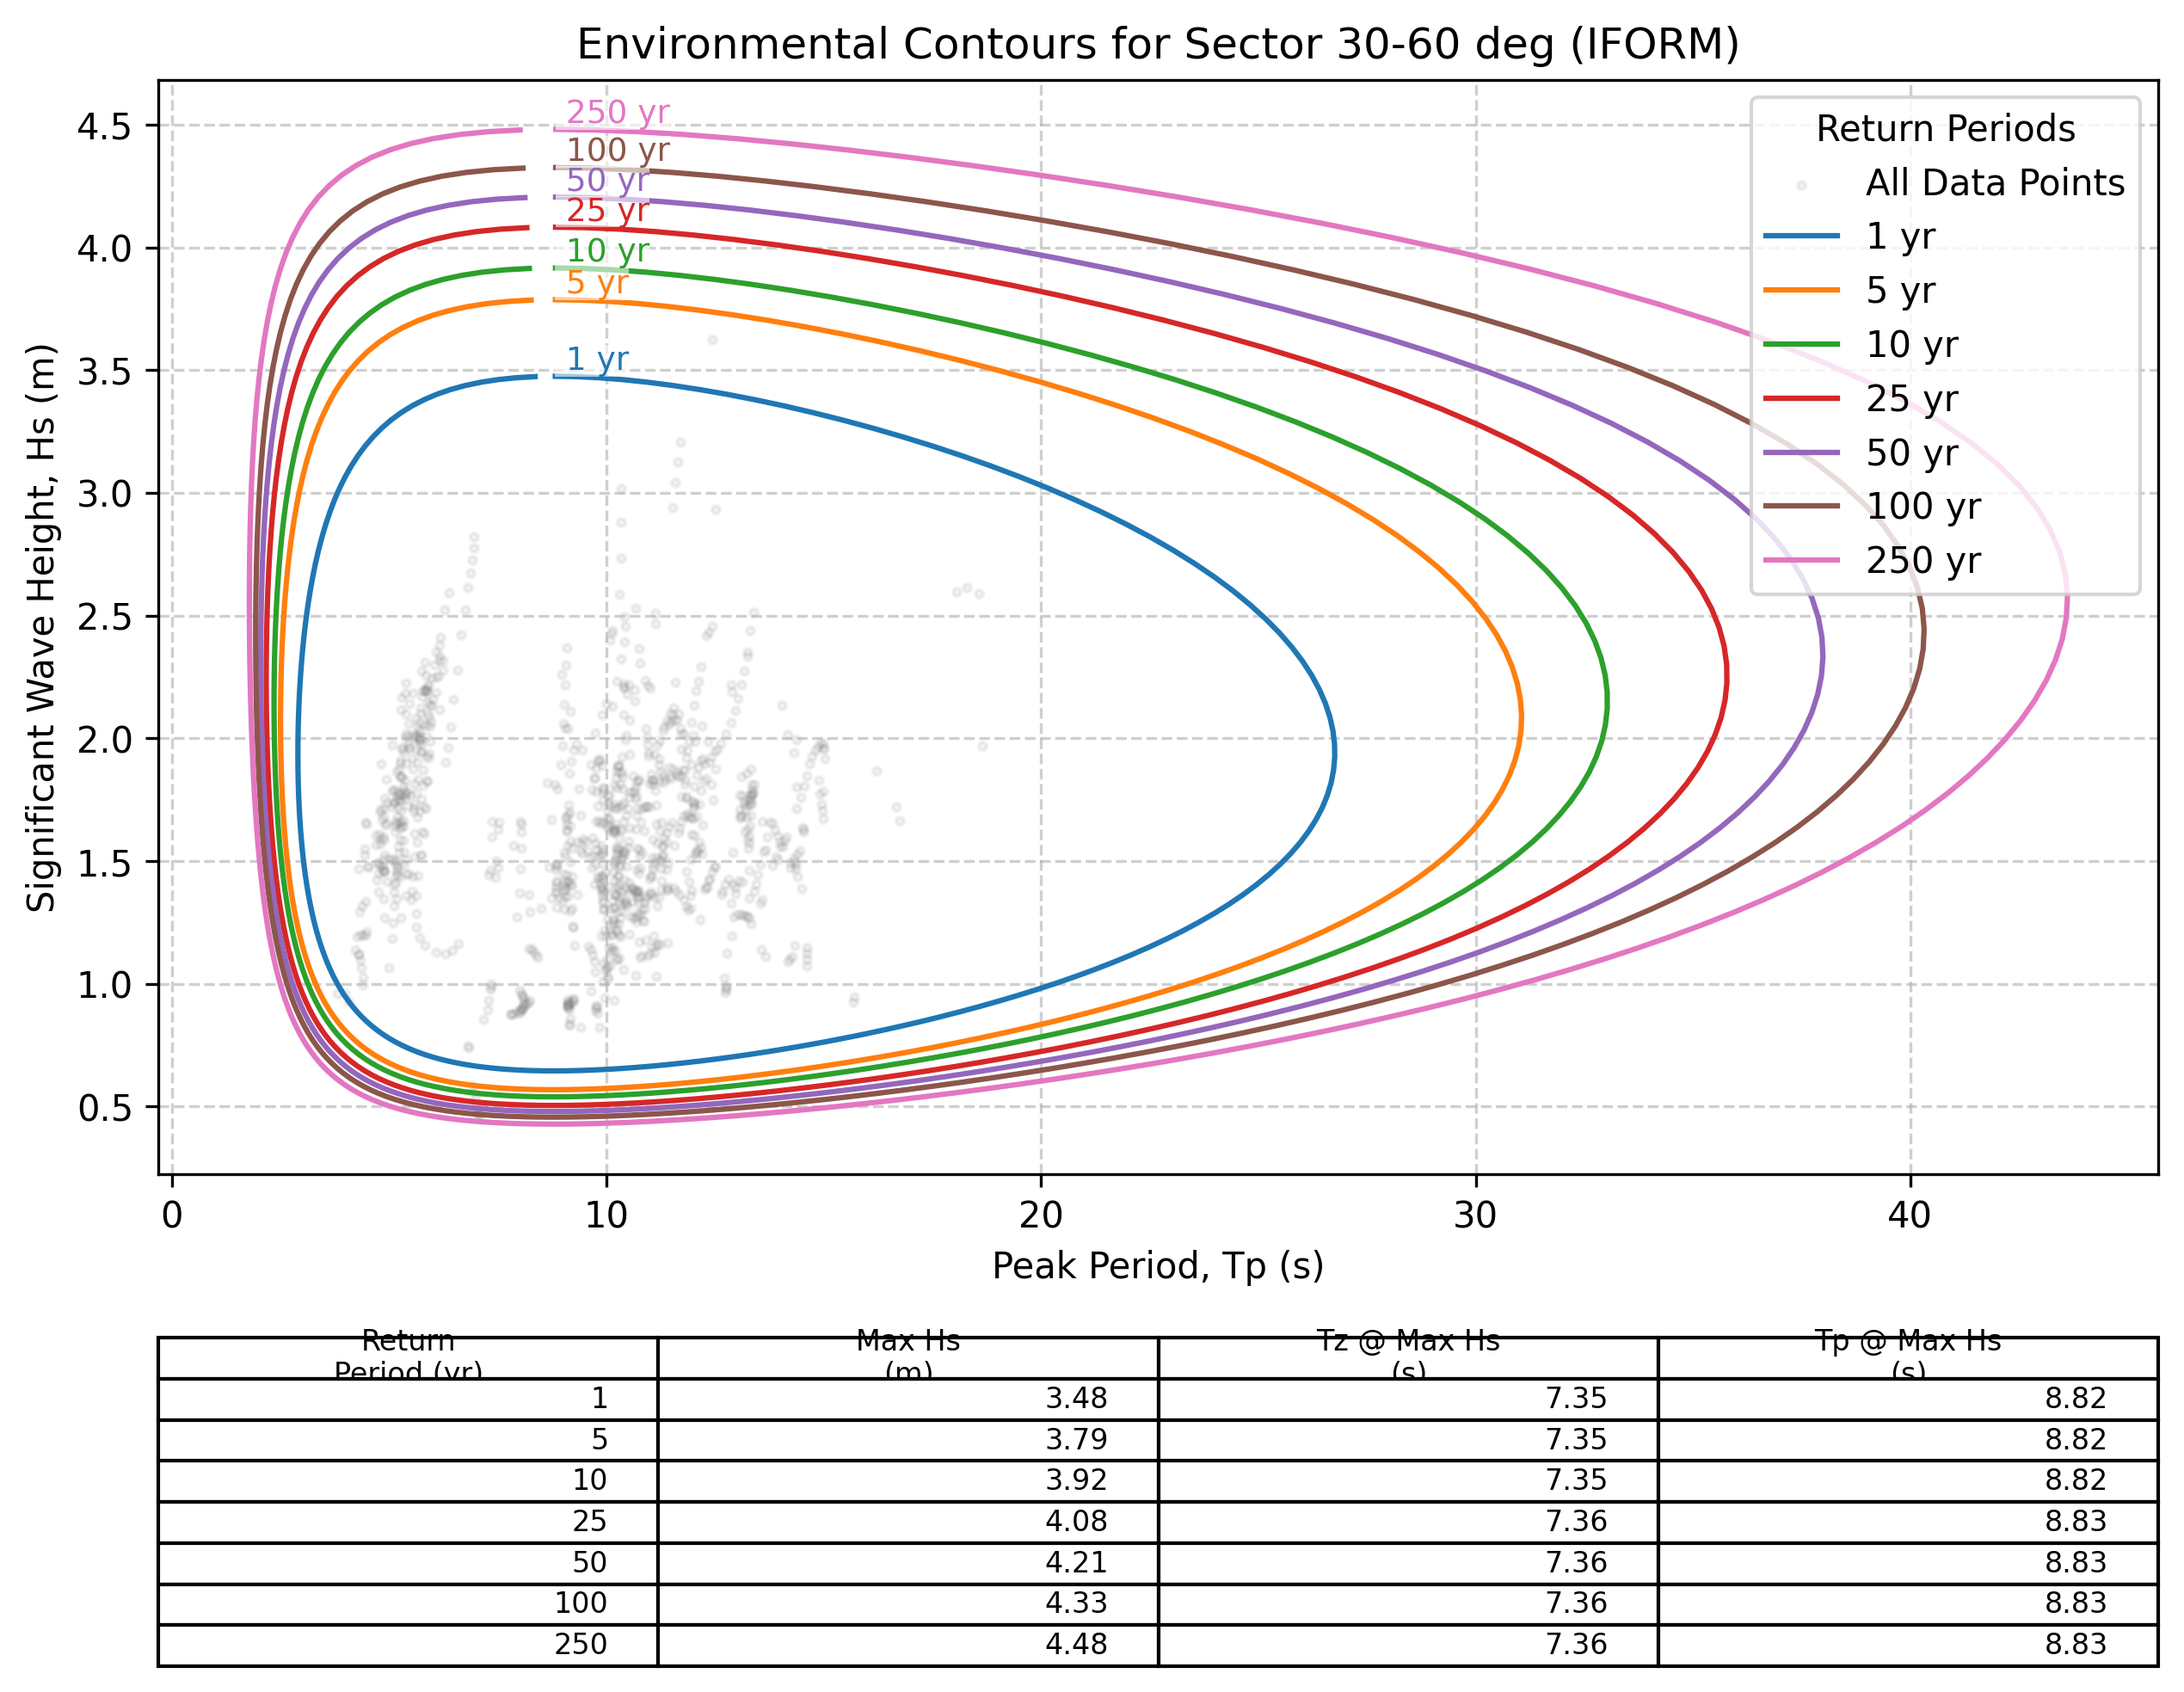 Environmental Contours for Sector 30-60 deg (IFORM)
Significant Wave Height, Hs (m)
4.5
4.0
3.5
3.0
2.5
2.0
1.5
1.0
0.5
250 yr
100 yr
50 yr
25 yr
10 yr
5 yr
1 yr
Return Periods
All Data Points
1 yr
5 yr
10 yr
25 yr
50 yr
100 yr
250 yr
0 10 20 30 40
Peak Period, Tp (s)
Return Max Hs Tz @ Max Hs Tp @ Max Hs
Period (yr) (m) (s) (s)
1 3.48 7.35 8.82
5 3.79 7.35 8.82
10 3.92 7.35 8.82
25 4.08 7.36 8.83
50 4.21 7.36 8.83
100 4.33 7.36 8.83
250 4.48 7.36 8.83